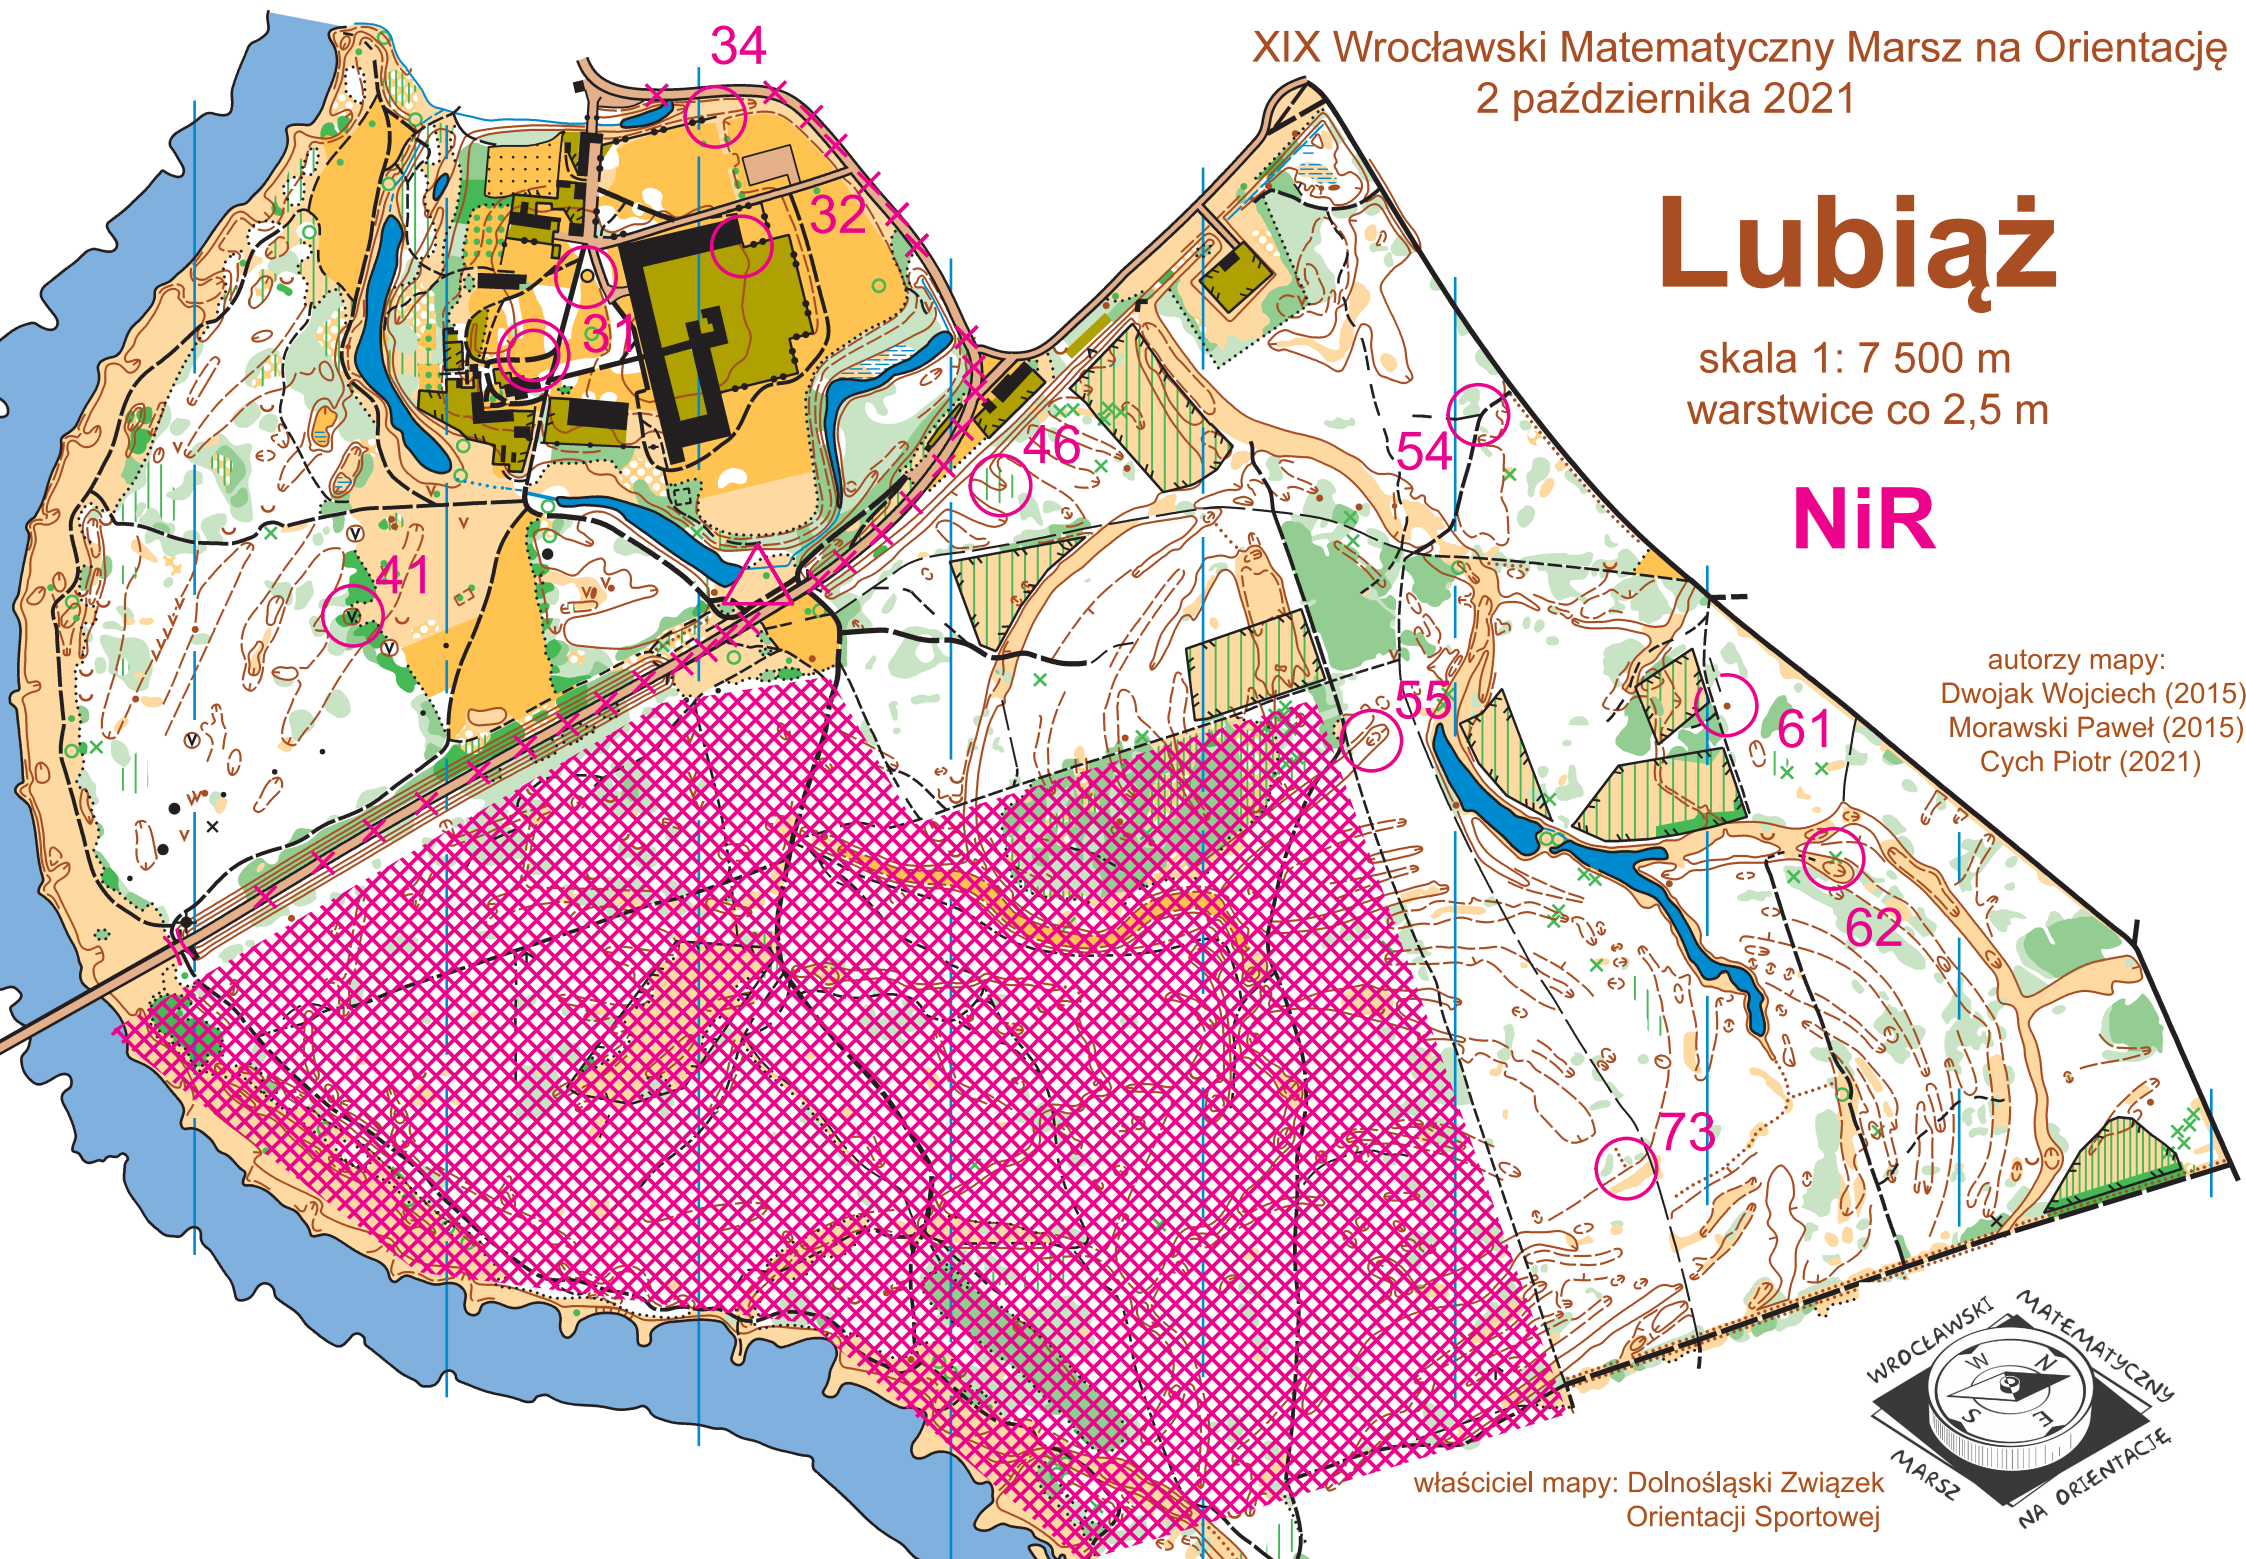 XIX Wrocławski Matematyczny Marsz na Orientację
2 października 2021
Lubiąż
skala 1: 7 500 m
warstwice co 2,5 m
NiR
autorzy mapy:
Dwojak Wojciech (2015)
Morawski Paweł (2015)
Cych Piotr (2021)
34
32
31
46
54
41
55
61
62
73
właściciel mapy: Dolnośląski Związek
Orientacji Sportowej
WROCŁAWSKI
MATEMATYCZNY
MARSZ
NA ORIENTACJĘ
W
N
S
E